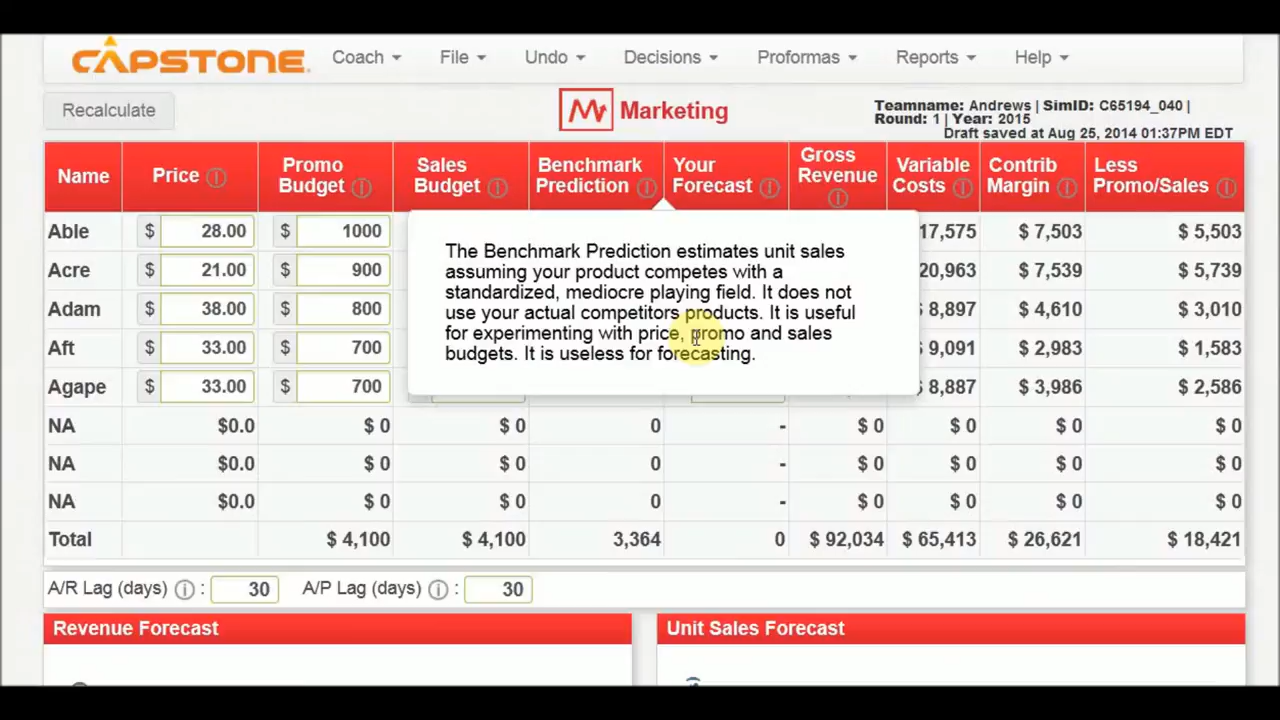 CAPSTONE. Coach File Undo Decisions Proformas Reports Help
Recalculate
Marketing
Teamname: Andrews | SimID: C65194_040 |
Round: 1 | Year: 2015
Draft saved at Aug 25, 2014 01:37PM EDT
Name Price Promo Budget Sales Budget Benchmark Prediction Your Forecast Gross Revenue Variable Costs Contrib Margin Less Promo/Sales
Able $ 28.00 $ 1000 17,575 $ 7,503 $ 5,503
Acre $ 21.00 $ 900 20,963 $ 7,539 $ 5,739
Adam $ 38.00 $ 800 8,897 $ 4,610 $ 3,010
Aft $ 33.00 $ 700 9,091 $ 2,983 $ 1,583
Agape $ 33.00 $ 700 8,887 $ 3,986 $ 2,586
The Benchmark Prediction estimates unit sales
assuming your product competes with a
standardized, mediocre playing field. It does not
use your actual competitors products. It is useful
for experimenting with price, promo and sales
budgets. It is useless for forecasting.
NA $0.0 $ 0 $ 0 0 - $ 0 $ 0 $ 0 $ 0
NA $0.0 $ 0 $ 0 0 - $ 0 $ 0 $ 0 $ 0
NA $0.0 $ 0 $ 0 0 - $ 0 $ 0 $ 0 $ 0
Total $ 4,100 $ 4,100 3,364 0 $ 92,034 $ 65,413 $ 26,621 $ 18,421
A/R Lag (days) : 30 A/P Lag (days) : 30
Revenue Forecast Unit Sales Forecast